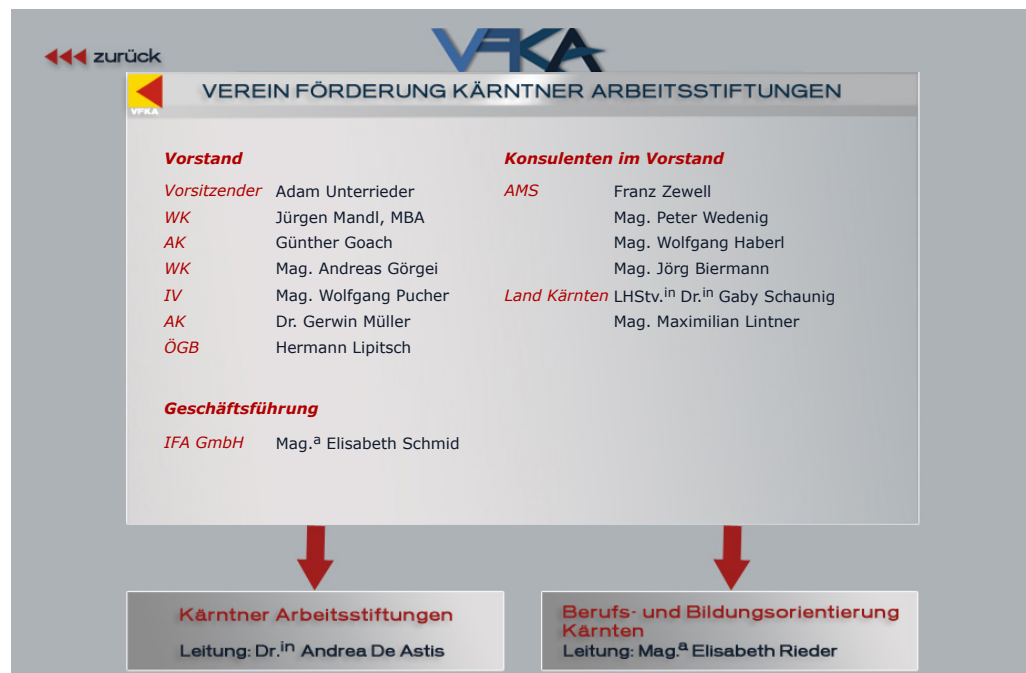 zurück
VFKA
VEREIN FÖRDERUNG KÄRNTNER ARBEITSSTIFTUNGEN
VFKA
Vorstand
Vorsitzender Adam Unterrieder
WK Jürgen Mandl, MBA
AK Günther Goach
WK Mag. Andreas Görgei
IV Mag. Wolfgang Pucher
AK Dr. Gerwin Müller
ÖGB Hermann Lipitsch
Konsulenten im Vorstand
AMS Franz Zewell
Mag. Peter Wedenig
Mag. Wolfgang Haberl
Mag. Jörg Biermann
Land Kärnten LHStv.in Dr.in Gaby Schaunig
Mag. Maximilian Lintner
Geschäftsführung
IFA GmbH Mag.a Elisabeth Schmid
Kärntner Arbeitsstiftungen
Leitung: Dr.in Andrea De Astis
Berufs- und Bildungsorientierung
Kärnten
Leitung: Mag.a Elisabeth Rieder